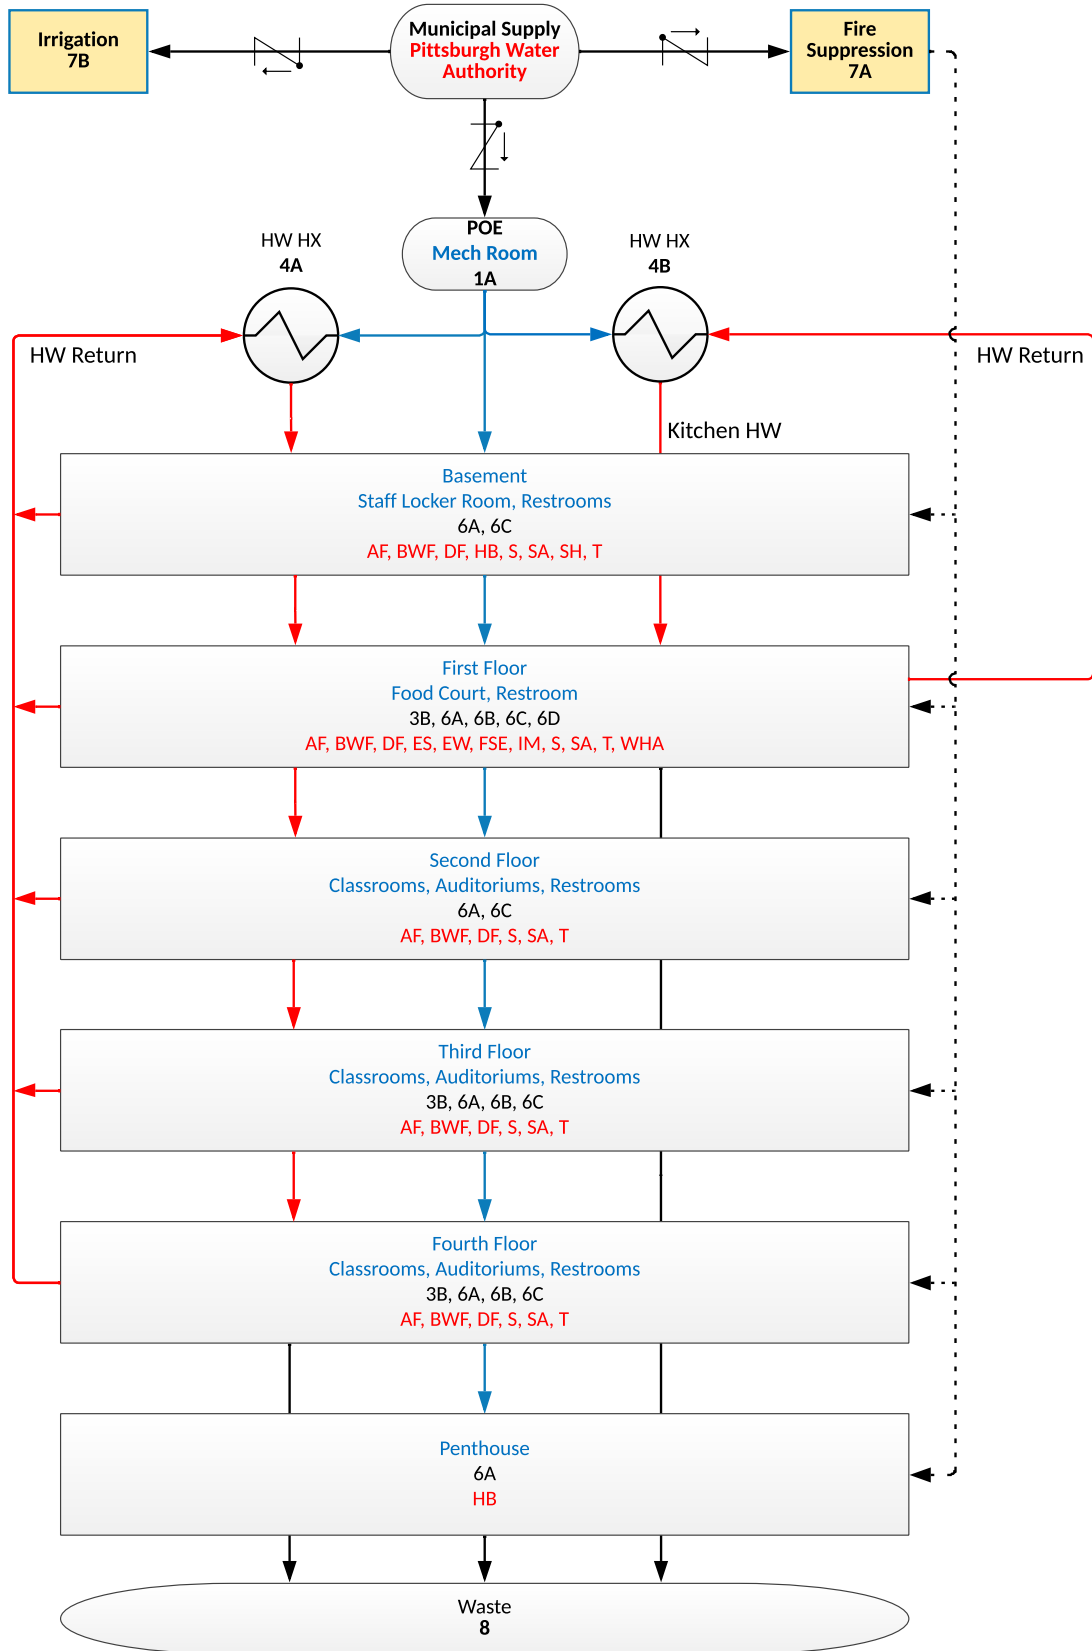 Irrigation
7B
Municipal Supply
Pittsburgh Water
Authority
Fire
Suppression
7A
POE
Mech Room
1A
HW HX
4A
HW HX
4B
HW Return
HW Return
Kitchen HW
Basement
Staff Locker Room, Restrooms
6A, 6C
AF, BWF, DF, HB, S, SA, SH, T
First Floor
Food Court, Restroom
3B, 6A, 6B, 6C, 6D
AF, BWF, DF, ES, EW, FSE, IM, S, SA, T, WHA
Second Floor
Classrooms, Auditoriums, Restrooms
6A, 6C
AF, BWF, DF, S, SA, T
Third Floor
Classrooms, Auditoriums, Restrooms
3B, 6A, 6B, 6C
AF, BWF, DF, S, SA, T
Fourth Floor
Classrooms, Auditoriums, Restrooms
3B, 6A, 6B, 6C
AF, BWF, DF, S, SA, T
Penthouse
6A
HB
Waste
8